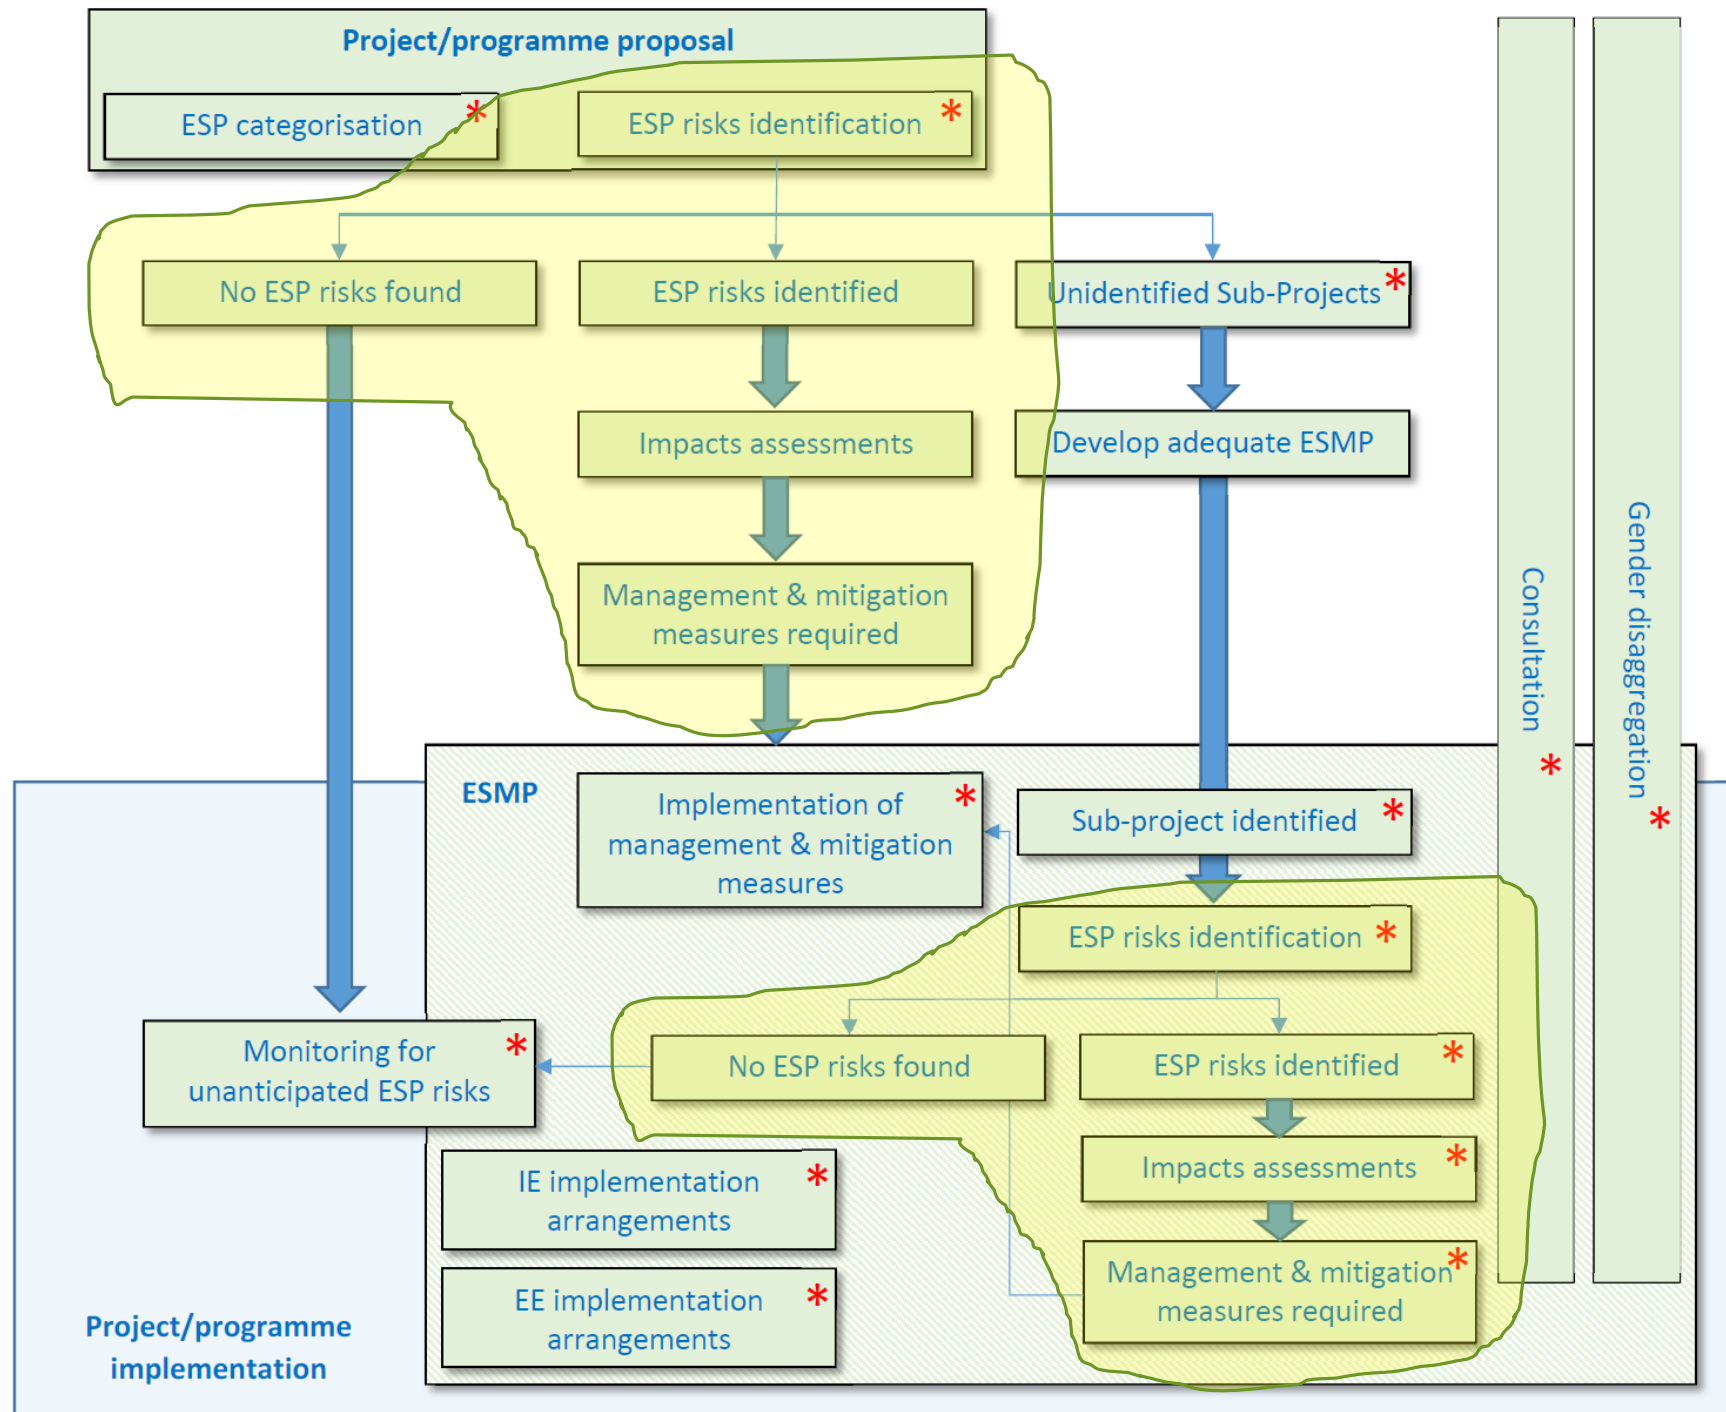 Project/programme proposal
ESP categorisation *
ESP risks identification *
No ESP risks found
ESP risks identified
Unidentified Sub-Projects *
Impacts assessments
Develop adequate ESMP
Management & mitigation
measures required
Consultation *
Gender disaggregation *
ESMP
Implementation of *
management & mitigation
measures
Sub-project identified *
ESP risks identification *
Monitoring for *
unanticipated ESP risks
No ESP risks found
ESP risks identified *
Impacts assessments *
IE implementation *
arrangements
Management & mitigation *
measures required
EE implementation *
arrangements
Project/programme
implementation